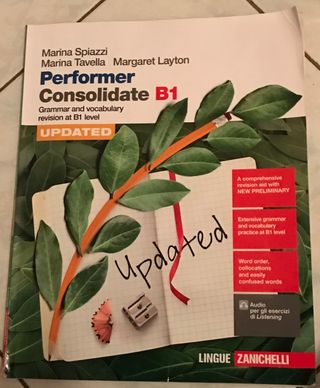 Marina Spiazzi
Marina Tavella Margaret Layton
Performer
Consolidate B1
Grammar and vocabulary
revision at B1 level
UPDATED
A comprehensive
revision aid with
NEW PRELIMINARY
Extensive grammar
and vocabulary
practice at B1 level
Word order,
collocations
and easily
confused words
Updated
Audio
per gli esercizi
di Listening
LINGUE ZANICHELLI